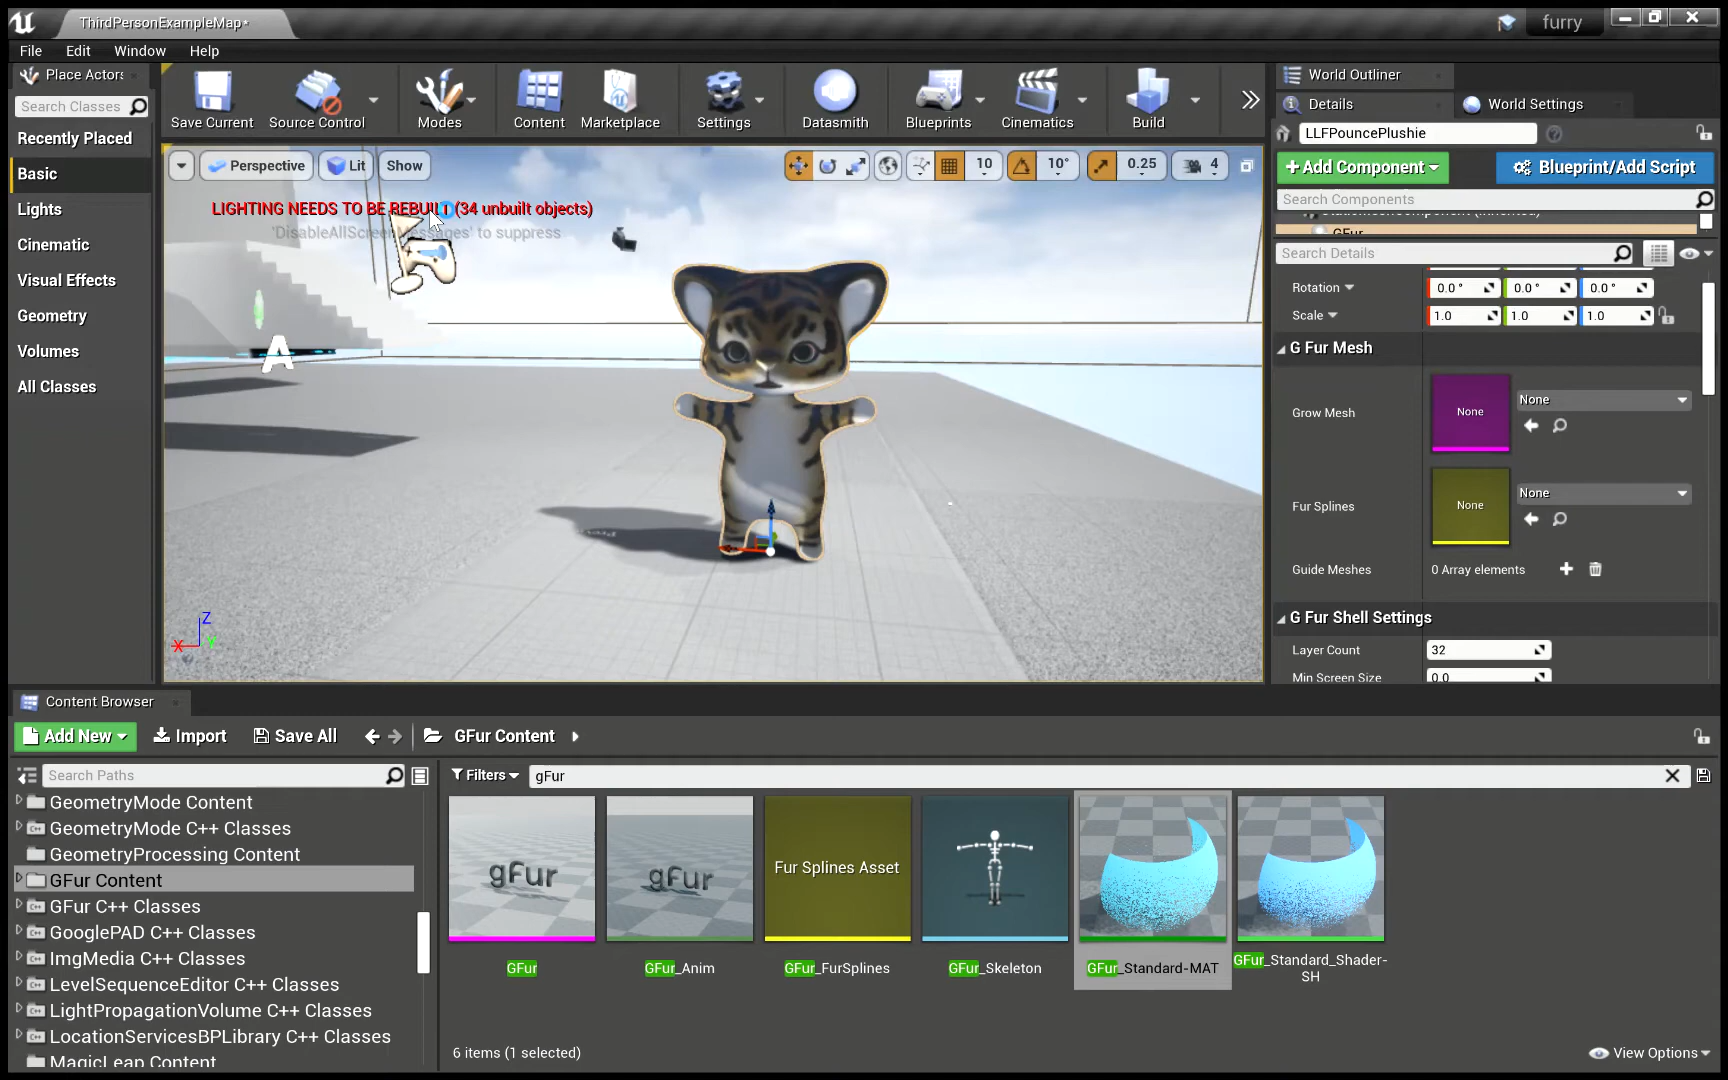 ThirdPersonExampleMap*
furry
File Edit Window Help
Place Actors
Search Classes
Recently Placed
Basic
Lights
Cinematic
Visual Effects
Geometry
Volumes
All Classes
Save Current
Source Control
Modes
Content
Marketplace
Settings
Datasmith
Blueprints
Cinematics
Build
Perspective
Lit
Show
10
10°
0.25
4
LIGHTING NEEDS TO BE REBUILT (34 unbuilt objects)
'DisableAllScreenMessages' to suppress
A
Z
X
Y
World Outliner
Details
World Settings
LLFPouncePlushie
+Add Component
Blueprint/Add Script
Search Components
StaticMeshComponent (Inherited)
GFur
Search Details
Rotation 0.0 ° 0.0 ° 0.0 °
Scale 1.0 1.0 1.0
G Fur Mesh
Grow Mesh
None
None
Fur Splines
None
None
Guide Meshes
0 Array elements
G Fur Shell Settings
Layer Count
32
Min Screen Size
0.0
Content Browser
Add New
Import
Save All
GFur Content
Search Paths
Filters
gFur
GeometryMode Content
GeometryMode C++ Classes
GeometryProcessing Content
GFur Content
GFur C++ Classes
GooglePAD C++ Classes
ImgMedia C++ Classes
LevelSequenceEditor C++ Classes
LightPropagationVolume C++ Classes
LocationServicesBPLibrary C++ Classes
MagicLeap Content
gFur
gFur
Fur Splines Asset
GFur
GFur_Anim
GFur_FurSplines
GFur_Skeleton
GFur_Standard-MAT
GFur_Standard_Shader-
SH
6 items (1 selected)
View Options